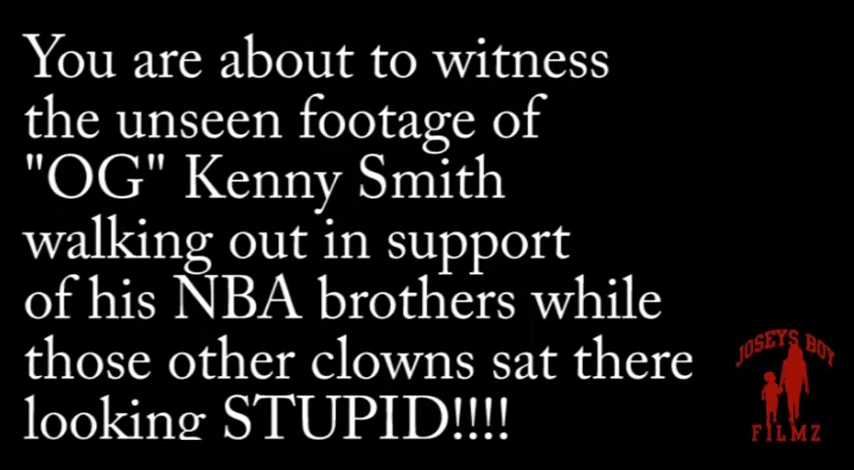 You are about to witness
the unseen footage of
"OG" Kenny Smith
walking out in support
of his NBA brothers while
those other clowns sat there
looking STUPID!!!!
JOSEYS BOY
FILMZ